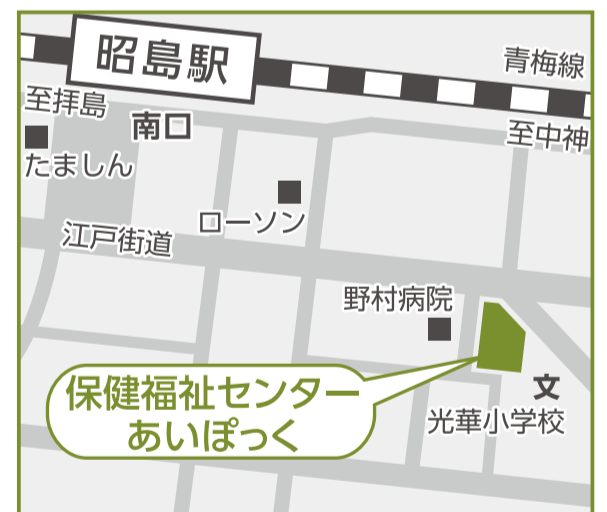 昭島駅
青梅線
至拝島
南口
至中神
たましん
ローソン
江戸街道
野村病院
保健福祉センター
あいぽっく
文
光華小学校